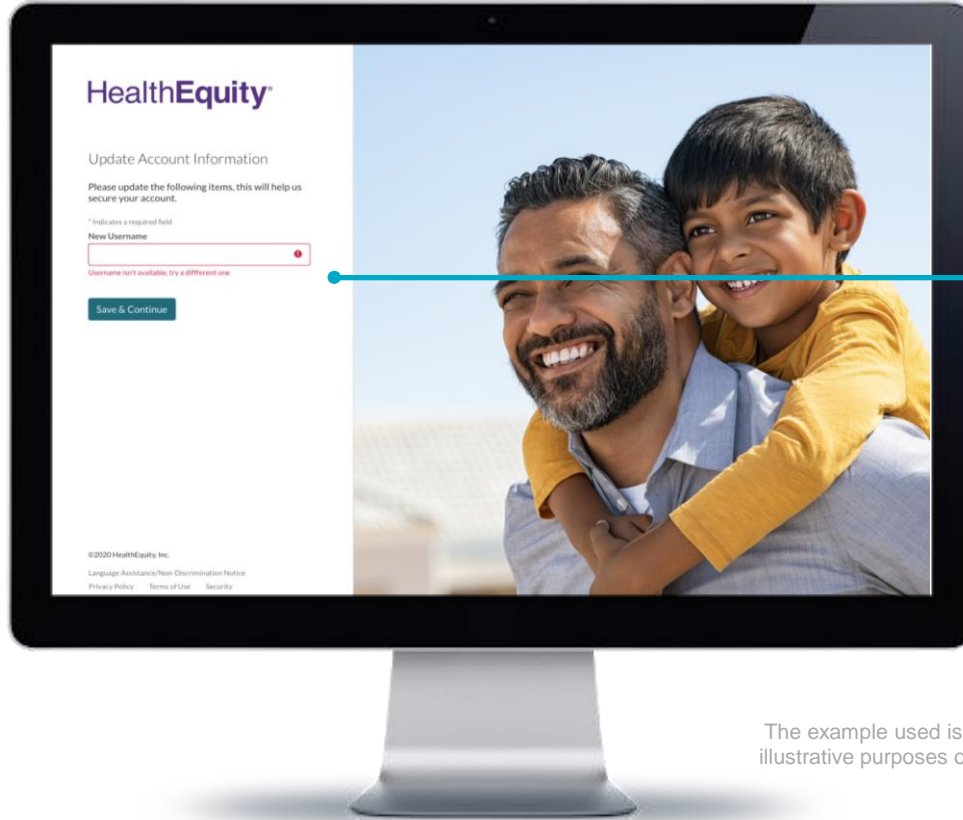 HealthEquity
Update Account Information
Please update the following items, this will help us
secure your account.
* Indicates a required field
New Username
Username isn't available, try a diffferent one
Save & Continue
©2020 HealthEquity, Inc.
Language Assistance/Non-Discrimination Notice
Privacy Policy Terms of Use Security
The example used is
illustrative purposes